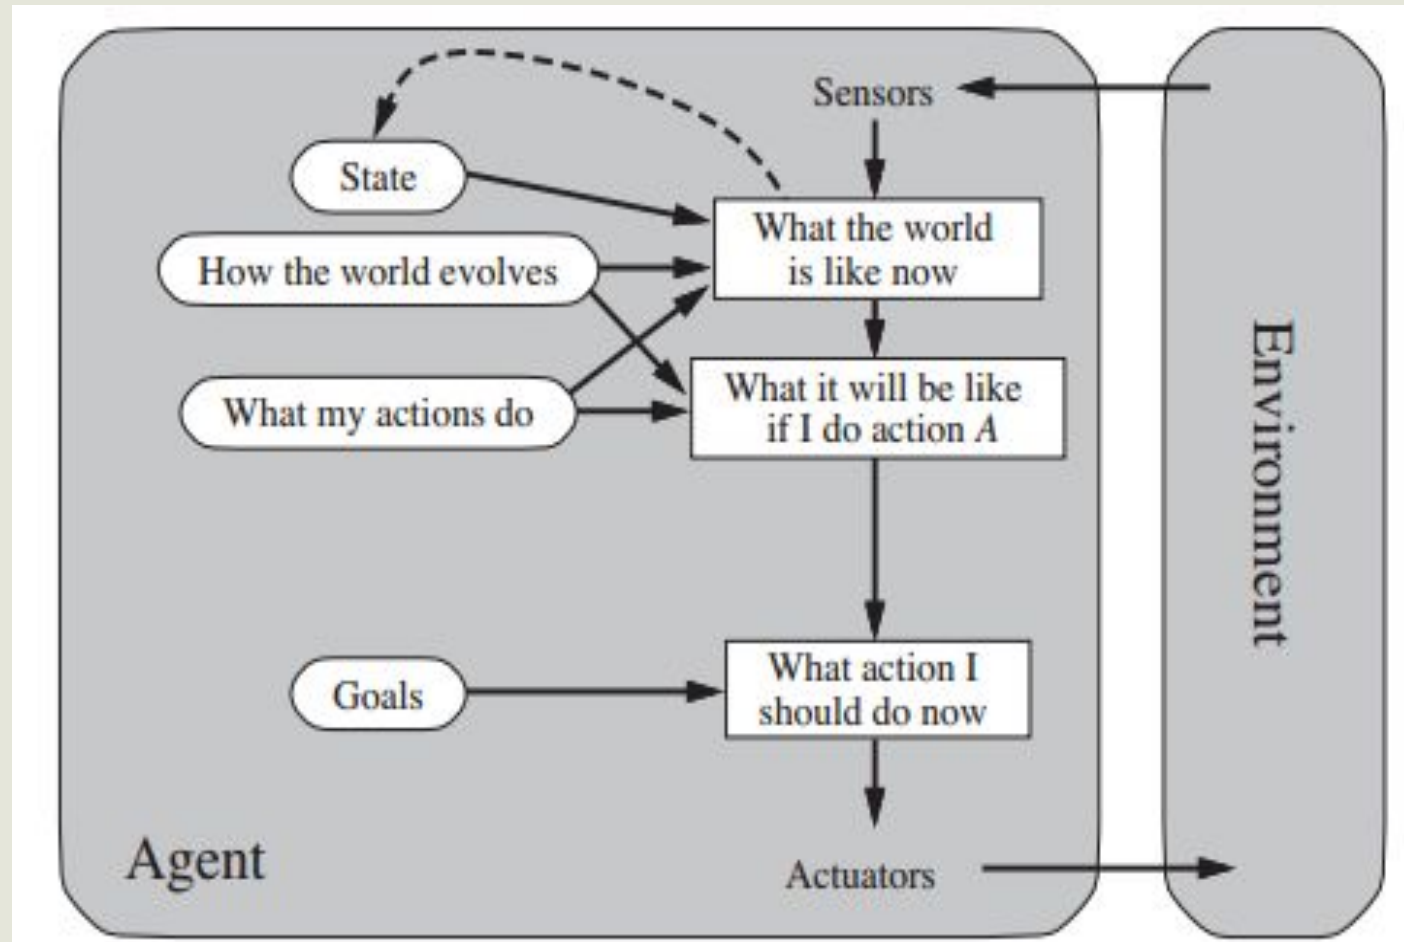 Sensors
State
What the world
is like now
How the world evolves
What my actions do
What it will be like
if I do action A
Goals
What action I
should do now
Agent
Actuators
Environment